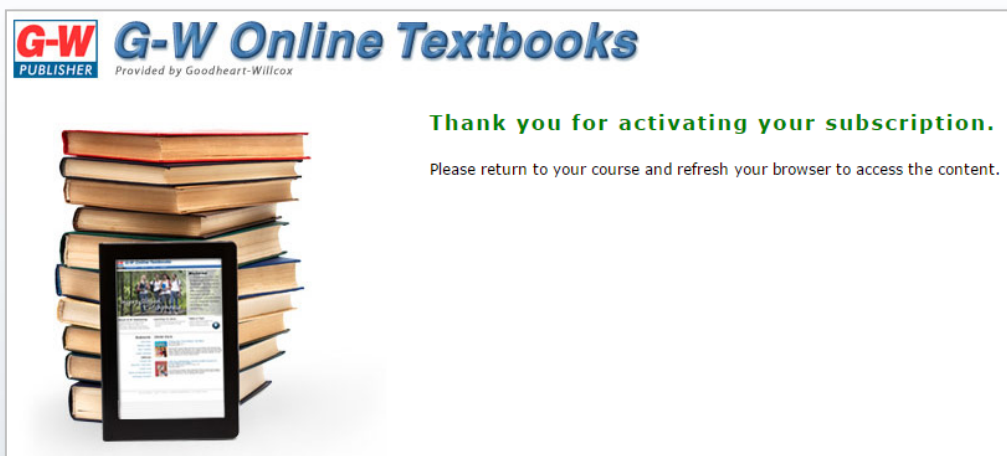 G-W
PUBLISHER
G-W Online Textbooks
Provided by Goodheart-Willcox
Thank you for activating your subscription.
Please return to your course and refresh your browser to access the content.
G-W Online Textbooks